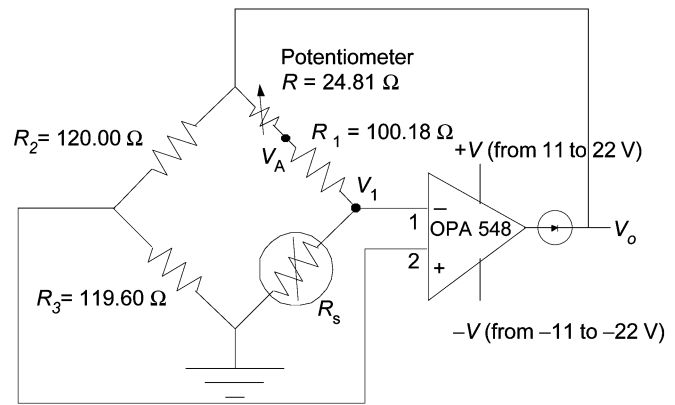 Potentiometer
R = 24.81 Ω
R2= 120.00 Ω
R1 = 100.18 Ω
VA
+V (from 11 to 22 V)
V1
1
−
OPA 548
Vo
2
+
R3= 119.60 Ω
Rs
−V (from −11 to −22 V)